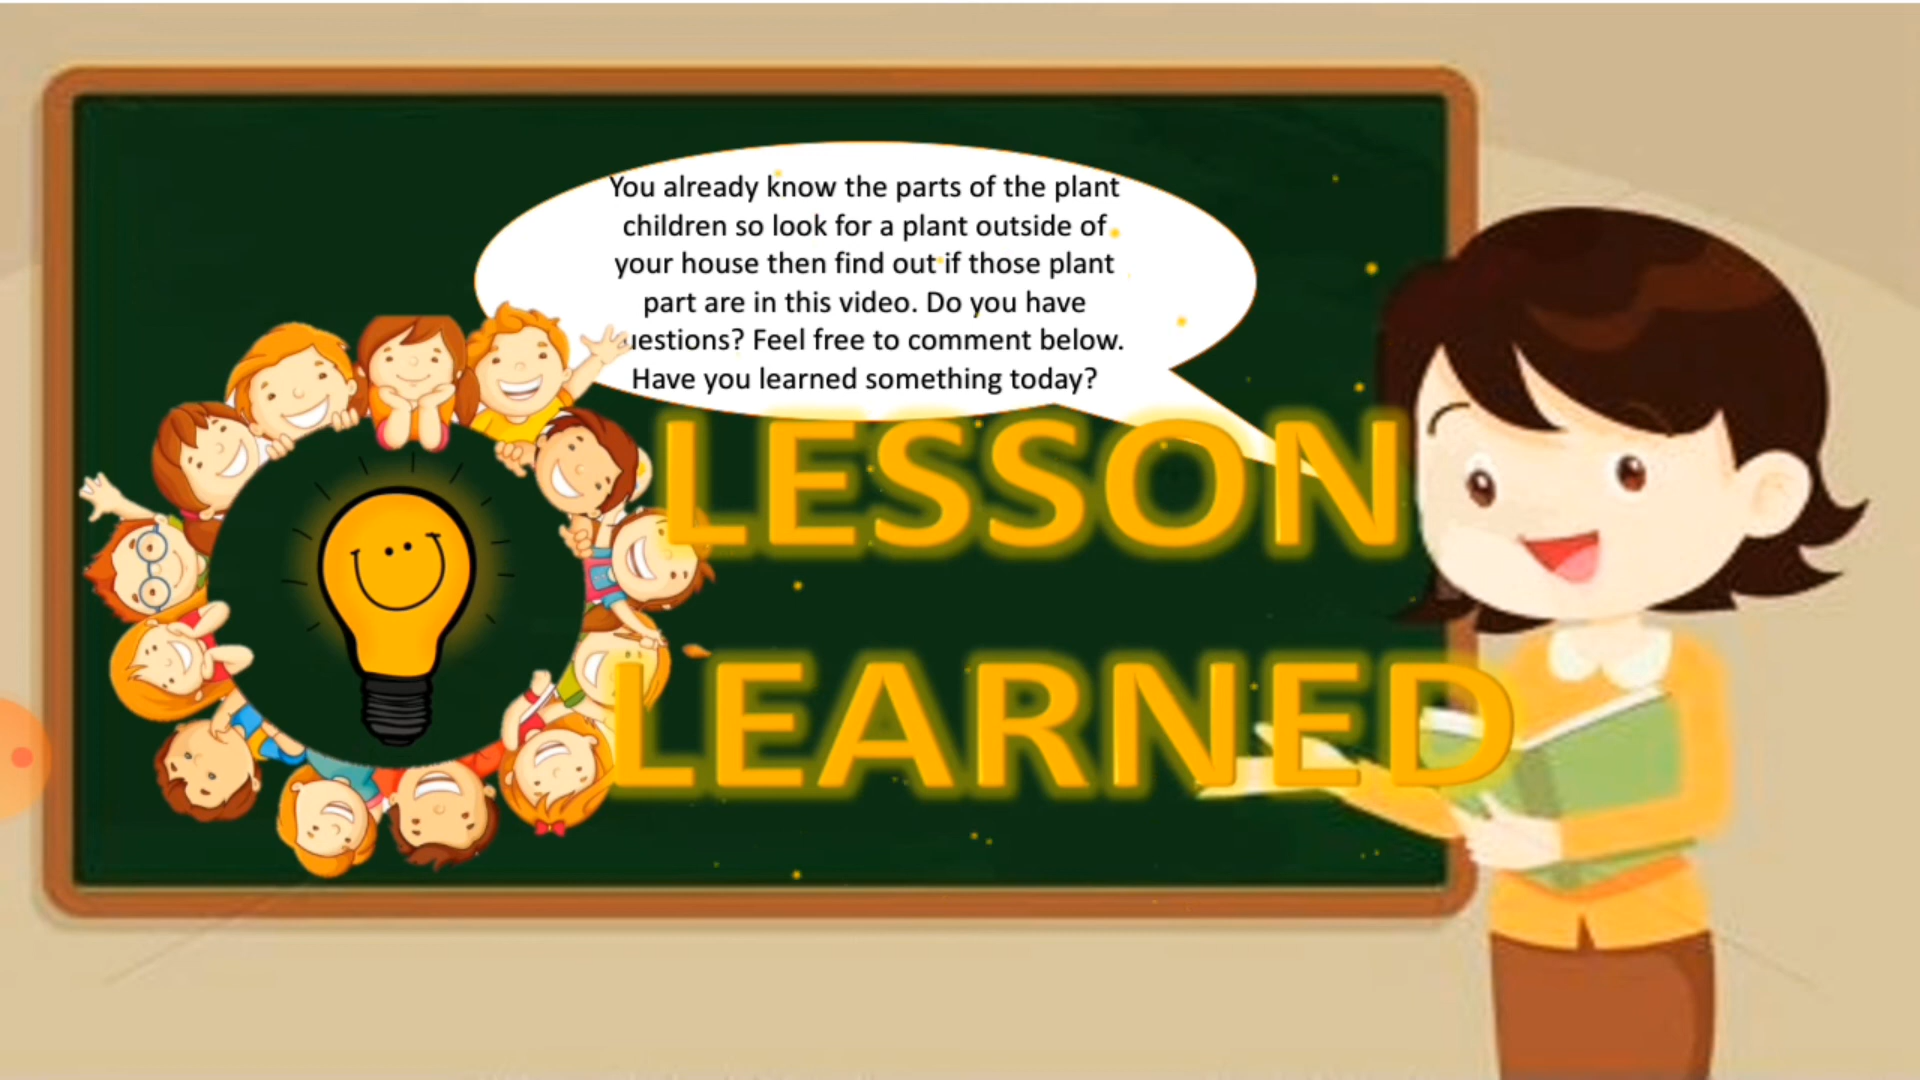 You already know the parts of the plant
children so look for a plant outside of
your house then find out if those plant
part are in this video. Do you have
uestions? Feel free to comment below.
Have you learned something today?
LESSON
LEARNED